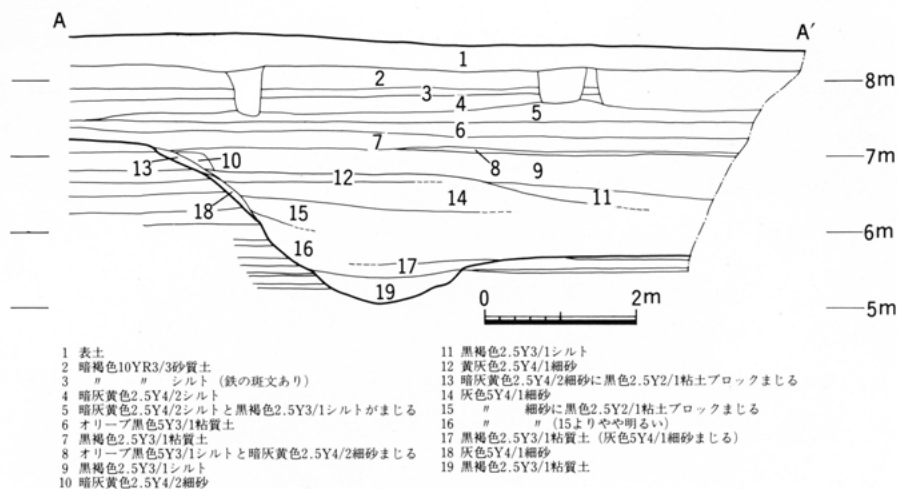 A
A′
1
2
3
4
5
6
7
8
9
10
11
12
13
14
15
16
17
18
19
8m
7m
6m
5m
0
2m
1 表土
2 暗褐色10YR3/3砂質土
3 〃 〃 シルト（鉄の斑文あり）
4 暗灰黄色2.5Y4/2シルト
5 暗灰黄色2.5Y4/2シルトと黒褐色2.5Y3/1シルトがまじる
6 オリーブ黒色5Y3/1粘質土
7 黒褐色2.5Y3/1粘質土
8 オリーブ黒色5Y3/1シルトと暗灰黄色2.5Y4/2細砂まじる
9 黒褐色2.5Y3/1シルト
10 暗灰黄色2.5Y4/2細砂
11 黒褐色2.5Y3/1シルト
12 黄灰色2.5Y4/1細砂
13 暗灰黄色2.5Y4/2細砂に黒色2.5Y2/1粘土ブロックまじる
14 灰色5Y4/1細砂
15 〃 細砂に黒色2.5Y2/1粘土ブロックまじる
16 〃 〃（15よりやや明るい）
17 黒褐色2.5Y3/1粘質土（灰色5Y4/1細砂まじる）
18 灰色5Y4/1細砂
19 黒褐色2.5Y3/1粘質土